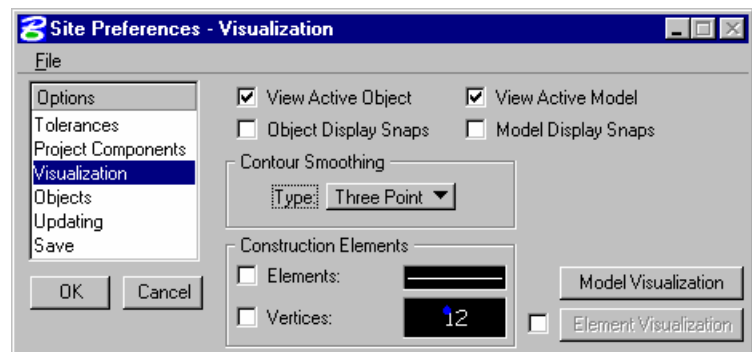 Site Preferences - Visualization
File
Options
Tolerances
Project Components
Visualization
Objects
Updating
Save
OK
Cancel
View Active Object
View Active Model
Object Display Snaps
Model Display Snaps
Contour Smoothing
Type: Three Point
Construction Elements
Elements:
Vertices: 12
Model Visualization
Element Visualization